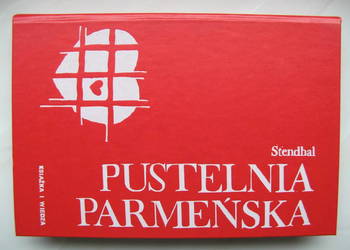 Stendhal
PUSTELNIA
PARMEŃSKA
KSIĄŻKA I WIEDZA